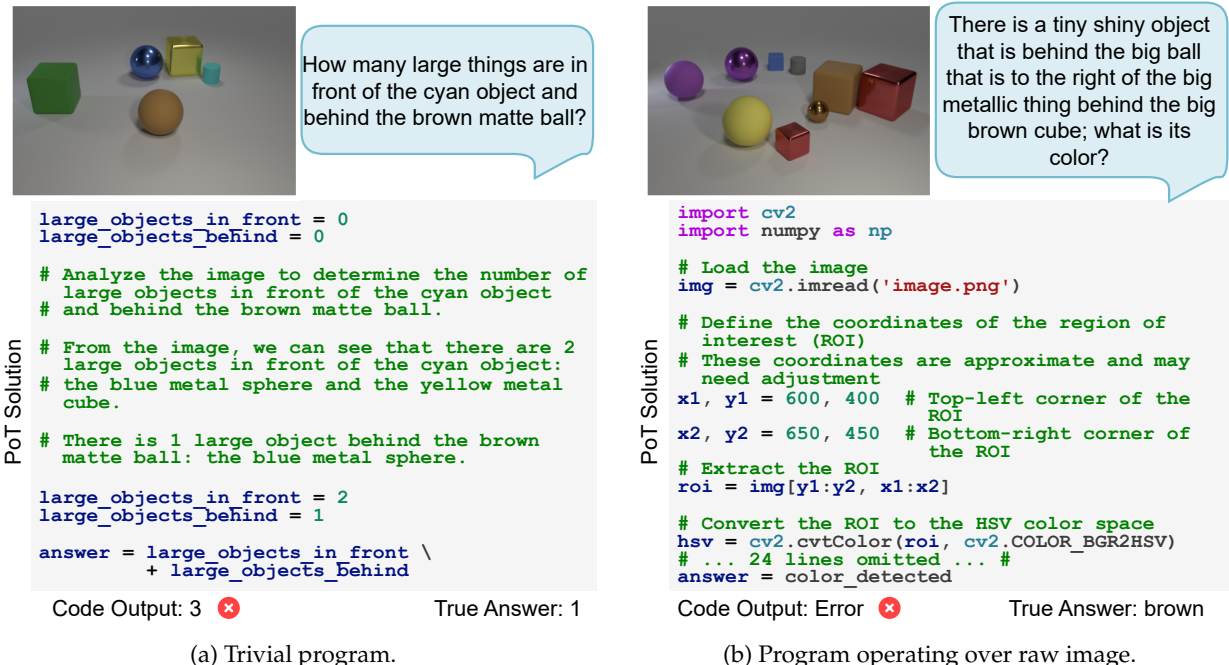 How many large things are in
front of the cyan object and
behind the brown matte ball?
PoT Solution
large_objects_in_front = 0
large_objects_behind = 0
# Analyze the image to determine the number of
large objects in front of the cyan object
# and behind the brown matte ball.
# From the image, we can see that there are 2
large objects in front of the cyan object:
# the blue metal sphere and the yellow metal
cube.
# There is 1 large object behind the brown
matte ball: the blue metal sphere.
large_objects_in_front = 2
large_objects_behind = 1
answer = large_objects_in_front \
+ large_objects_behind
Code Output: 3
True Answer: 1
(a) Trivial program.
There is a tiny shiny object
that is behind the big ball
that is to the right of the big
metallic thing behind the big
brown cube; what is its
color?
PoT Solution
import cv2
import numpy as np
# Load the image
img = cv2.imread('image.png')
# Define the coordinates of the region of
interest (ROI)
# These coordinates are approximate and may
need adjustment
x1, y1 = 600, 400 # Top-left corner of the
ROI
x2, y2 = 650, 450 # Bottom-right corner of
the ROI
# Extract the ROI
roi = img[y1:y2, x1:x2]
# Convert the ROI to the HSV color space
hsv = cv2.cvtColor(roi, cv2.COLOR_BGR2HSV)
# ... 24 lines omitted ... #
answer = color_detected
Code Output: Error
True Answer: brown
(b) Program operating over raw image.